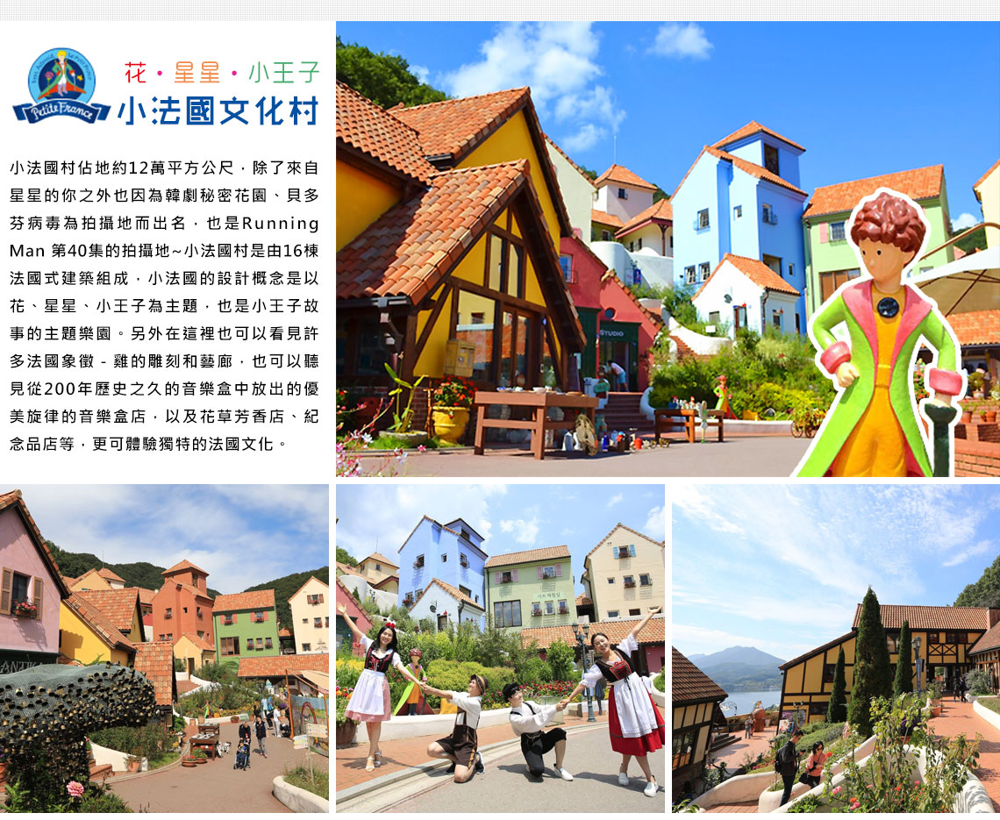 花・星星・小王子
PetiteFrance
小法國文化村
小法國村佔地約12萬平方公尺，除了來自
星星的你之外也因為韓劇秘密花園、貝多
芬病毒為拍攝地而出名，也是Running
Man 第40集的拍攝地~小法國村是由16棟
法國式建築組成，小法國的設計概念是以
花、星星、小王子為主題，也是小王子故
事的主題樂園。另外在這裡也可以看見許
多法國象徵 - 雞的雕刻和藝廊，也可以聽
見從200年歷史之久的音樂盒中放出的優
美旋律的音樂盒店，以及花草芳香店、紀
念品店等，更可體驗獨特的法國文化。
STUDIO